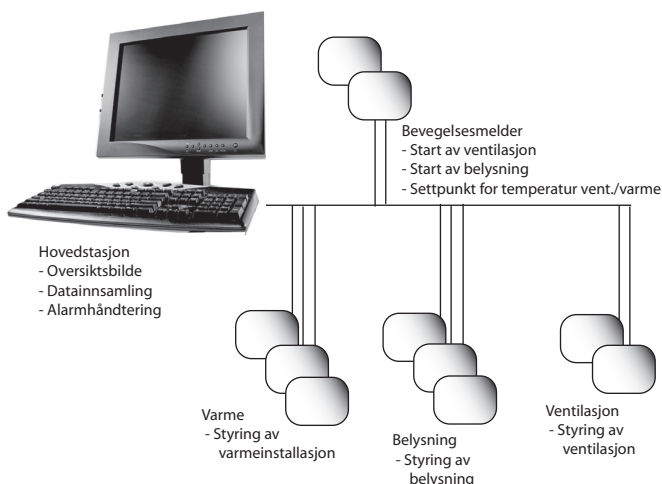 Bevegelsesmelder
- Start av ventilasjon
- Start av belysning
- Settpunkt for temperatur vent./varme
Hovedstasjon
- Oversiktsbilde
- Datainnsamling
- Alarmhåndtering
Varme
- Styring av
varmeinstallasjon
Belysning
- Styring av
belysning
Ventilasjon
- Styring av
ventilasjon